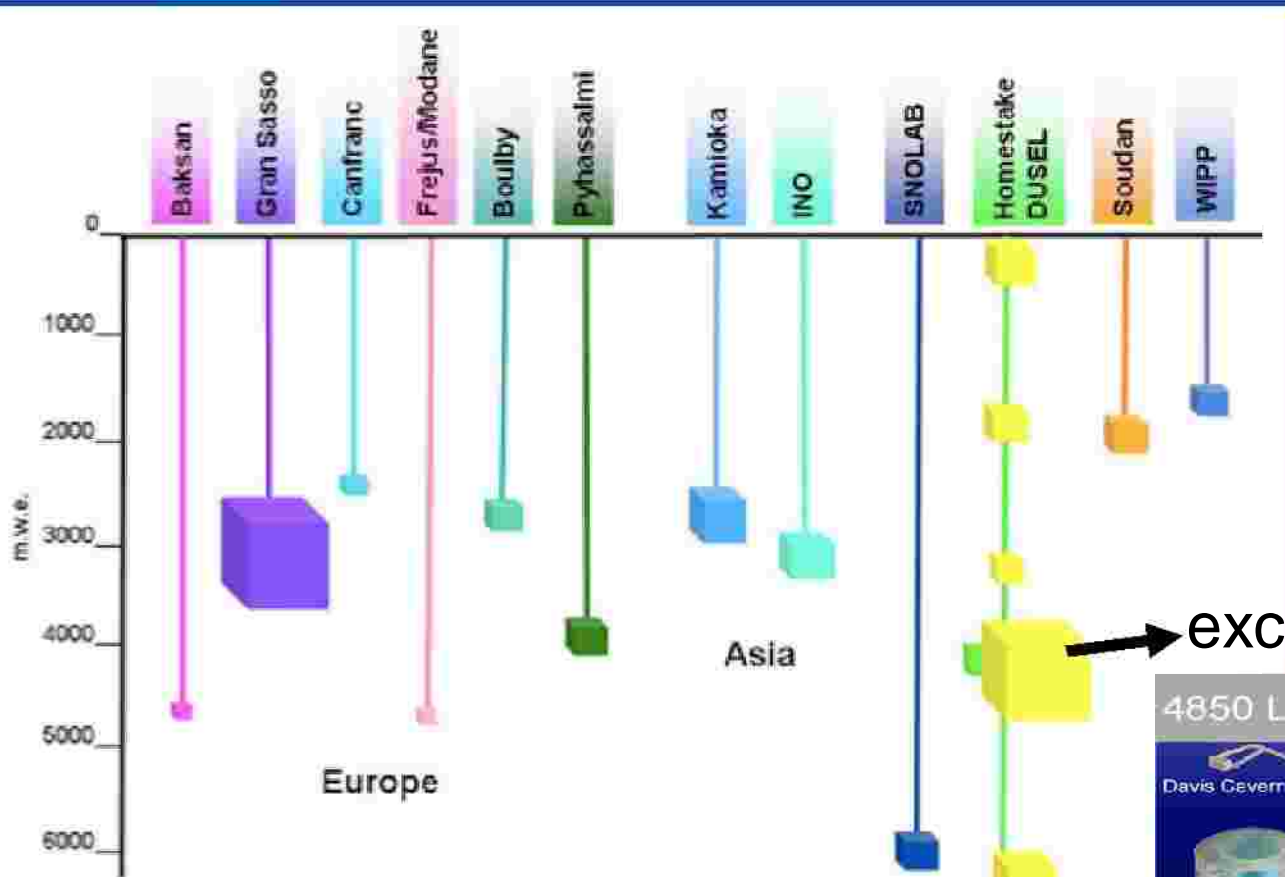 Baksan
Gran Sasso
Canfranc
Frejus/Modane
Boulby
Pyhassalmi
Kamioka
INO
SNOLAB
Homestake
DUSEL
Soudan
WIPP
0
1000
2000
3000
4000
5000
6000
m.w.e.
Asia
Europe
exc
4850 L
Davis Cavern